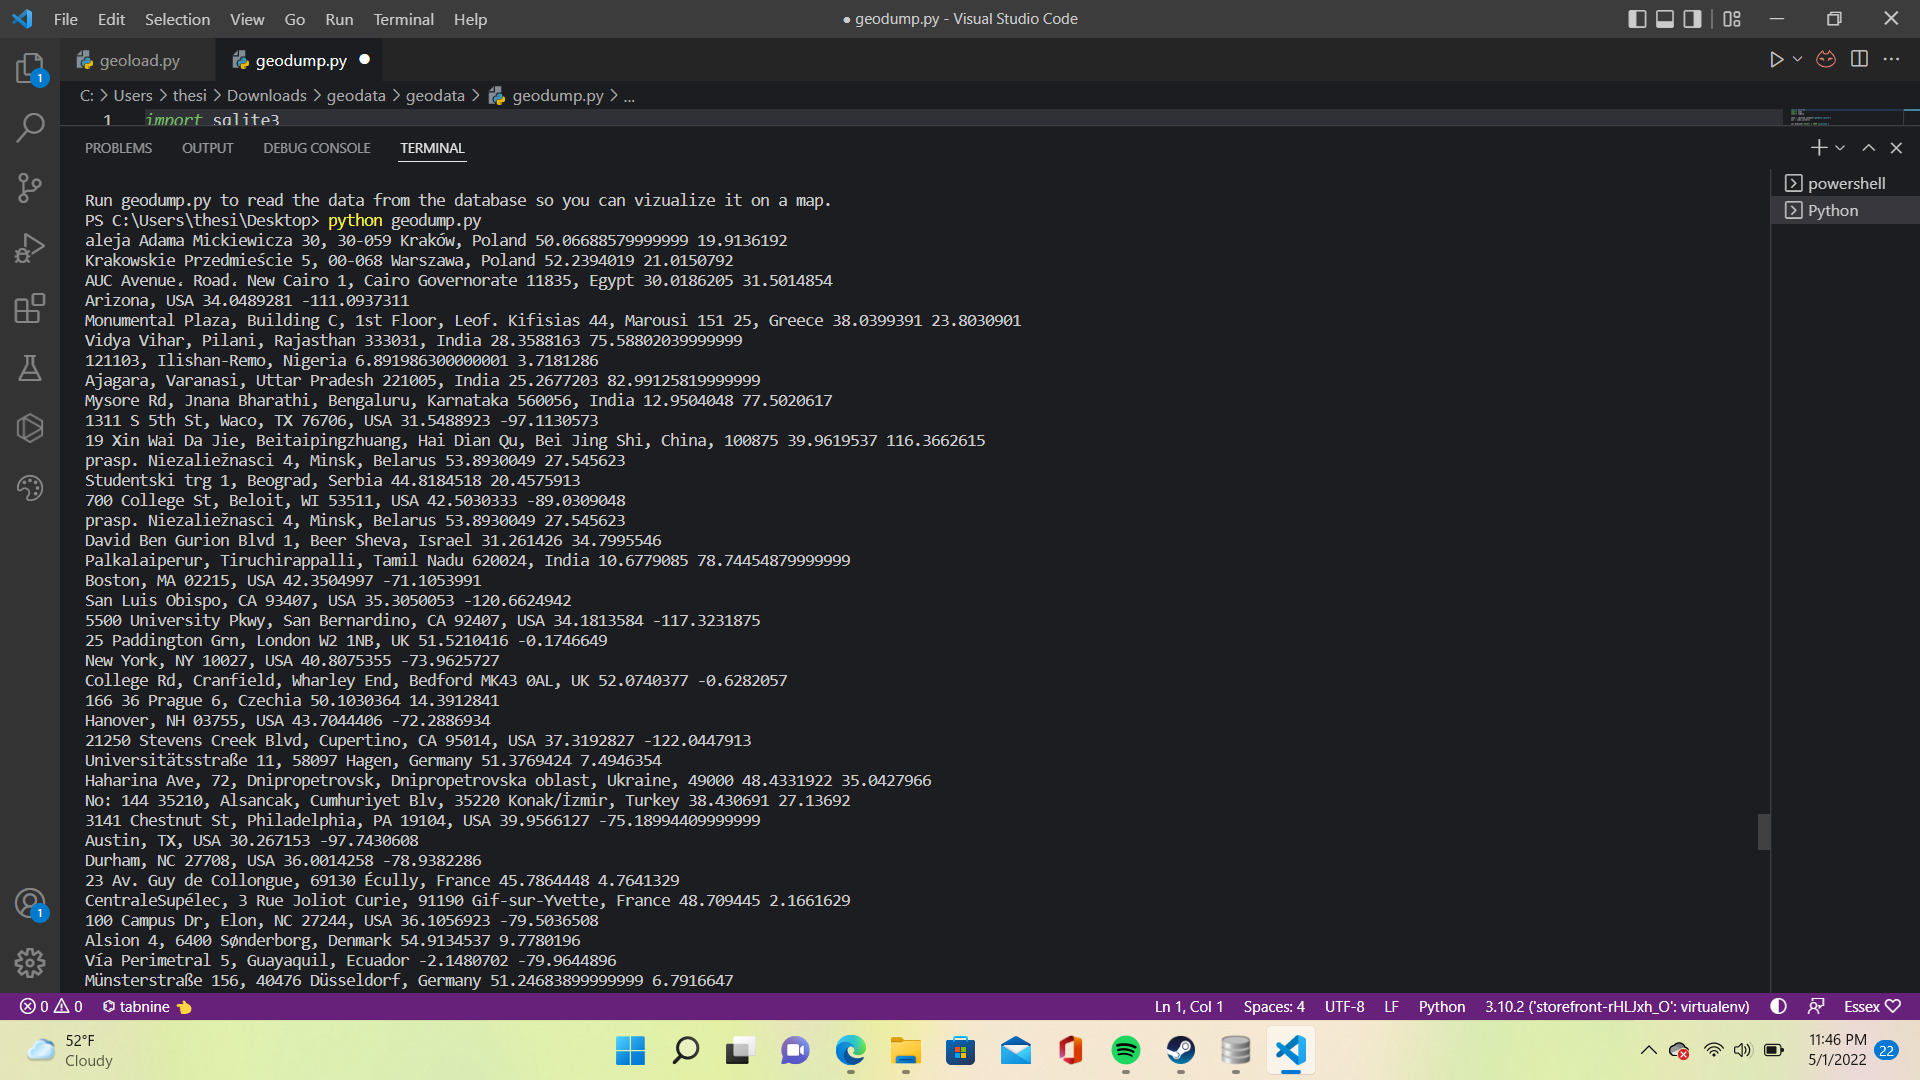 File Edit Selection View Go Run Terminal Help
● geodump.py - Visual Studio Code
geoload.py
geodump.py ●
C: > Users > thesi > Downloads > geodata > geodata > geodump.py > ...
1 import sqlite3
PROBLEMS OUTPUT DEBUG CONSOLE TERMINAL
powershell
Python
Run geodump.py to read the data from the database so you can vizualize it on a map.
PS C:\Users\thesi\Desktop> python geodump.py
aleja Adama Mickiewicza 30, 30-059 Kraków, Poland 50.06688579999999 19.9136192
Krakowskie Przedmieście 5, 00-068 Warszawa, Poland 52.2394019 21.0150792
AUC Avenue، Road، New Cairo 1, Cairo Governorate 11835, Egypt 30.0186205 31.5014854
Arizona, USA 34.0489281 -111.0937311
Monumental Plaza, Building C, 1st Floor, Leof. Kifisias 44, Marousi 151 25, Greece 38.0399391 23.8030901
Vidya Vihar, Pilani, Rajasthan 333031, India 28.3588163 75.58802039999999
121103, Ilishan-Remo, Nigeria 6.891986300000001 3.7181286
Ajagara, Varanasi, Uttar Pradesh 221005, India 25.2677203 82.99125819999999
Mysore Rd, Jnana Bharathi, Bengaluru, Karnataka 560056, India 12.9504048 77.5020617
1311 S 5th St, Waco, TX 76706, USA 31.5488923 -97.1130573
19 Xin Wai Da Jie, Beitaipingzhuang, Hai Dian Qu, Bei Jing Shi, China, 100875 39.9619537 116.3662615
prasp. Niezaliežnasci 4, Minsk, Belarus 53.8930049 27.545623
Studentski trg 1, Beograd, Serbia 44.8184518 20.4575913
700 College St, Beloit, WI 53511, USA 42.5030333 -89.0309048
prasp. Niezaliežnasci 4, Minsk, Belarus 53.8930049 27.545623
David Ben Gurion Blvd 1, Beer Sheva, Israel 31.261426 34.7995546
Palkalaiperur, Tiruchirappalli, Tamil Nadu 620024, India 10.6779085 78.74454879999999
Boston, MA 02215, USA 42.3504997 -71.1053991
San Luis Obispo, CA 93407, USA 35.3050053 -120.6624942
5500 University Pkwy, San Bernardino, CA 92407, USA 34.1813584 -117.3231875
25 Paddington Grn, London W2 1NB, UK 51.5210416 -0.1746649
New York, NY 10027, USA 40.8075355 -73.9625727
College Rd, Cranfield, Wharley End, Bedford MK43 0AL, UK 52.0740377 -0.6282057
166 36 Prague 6, Czechia 50.1030364 14.3912841
Hanover, NH 03755, USA 43.7044406 -72.2886934
21250 Stevens Creek Blvd, Cupertino, CA 95014, USA 37.3192827 -122.0447913
Universitätsstraße 11, 58097 Hagen, Germany 51.3769424 7.4946354
Haharina Ave, 72, Dnipropetrovsk, Dnipropetrovska oblast, Ukraine, 49000 48.4331922 35.0427966
No: 144 35210, Alsancak, Cumhuriyet Blv, 35220 Konak/İzmir, Turkey 38.430691 27.13692
3141 Chestnut St, Philadelphia, PA 19104, USA 39.9566127 -75.18994409999999
Austin, TX, USA 30.267153 -97.7430608
Durham, NC 27708, USA 36.0014258 -78.9382286
23 Av. Guy de Collongue, 69130 Écully, France 45.7864448 4.7641329
CentraleSupélec, 3 Rue Joliot Curie, 91190 Gif-sur-Yvette, France 48.709445 2.1661629
100 Campus Dr, Elon, NC 27244, USA 36.1056923 -79.5036508
Alsion 4, 6400 Sønderborg, Denmark 54.9134537 9.7780196
Vía Perimetral 5, Guayaquil, Ecuador -2.1480702 -79.9644896
Münsterstraße 156, 40476 Düsseldorf, Germany 51.24683899999999 6.7916647
0 0 tabnine 👈 Ln 1, Col 1 Spaces: 4 UTF-8 LF Python 3.10.2 ('storefront-rHLJxh_O': virtualenv) Essex
52°F
Cloudy
11:46 PM
5/1/2022
22
1
1